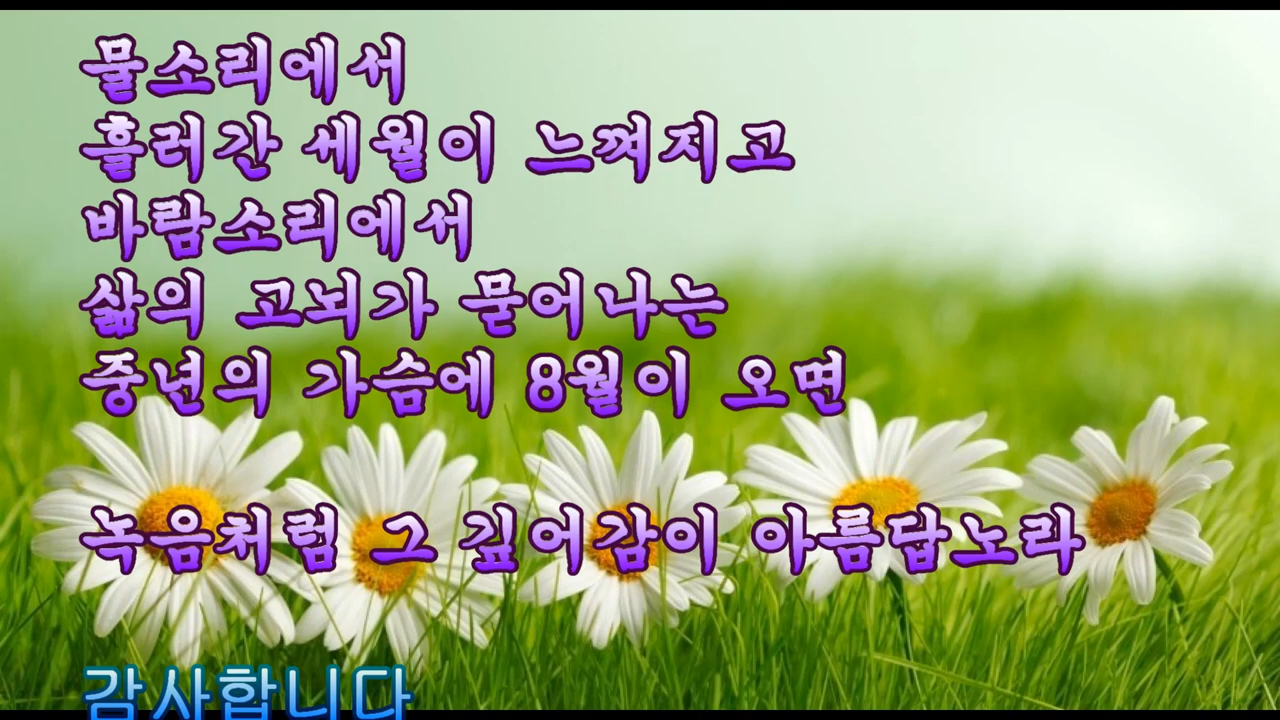 물소리에서
흘러간 세월이 느껴지고
바람소리에서
삶의 고뇌가 묻어나는
중년의 가슴에 8월이 오면
녹음처럼 그 깊어감이 아름답노라
감사합니다